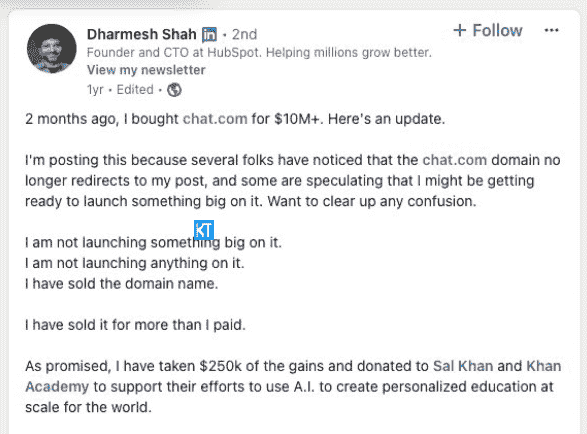 Dharmesh Shah in • 2nd
+ Follow ...
Founder and CTO at HubSpot. Helping millions grow better.
View my newsletter
1yr • Edited •
2 months ago, I bought chat.com for $10M+. Here's an update.
I'm posting this because several folks have noticed that the chat.com domain no
longer redirects to my post, and some are speculating that I might be getting
ready to launch something big on it. Want to clear up any confusion.
KT
I am not launching something big on it.
I am not launching anything on it.
I have sold the domain name.
I have sold it for more than I paid.
As promised, I have taken $250k of the gains and donated to Sal Khan and Khan
Academy to support their efforts to use A.I. to create personalized education at
scale for the world.